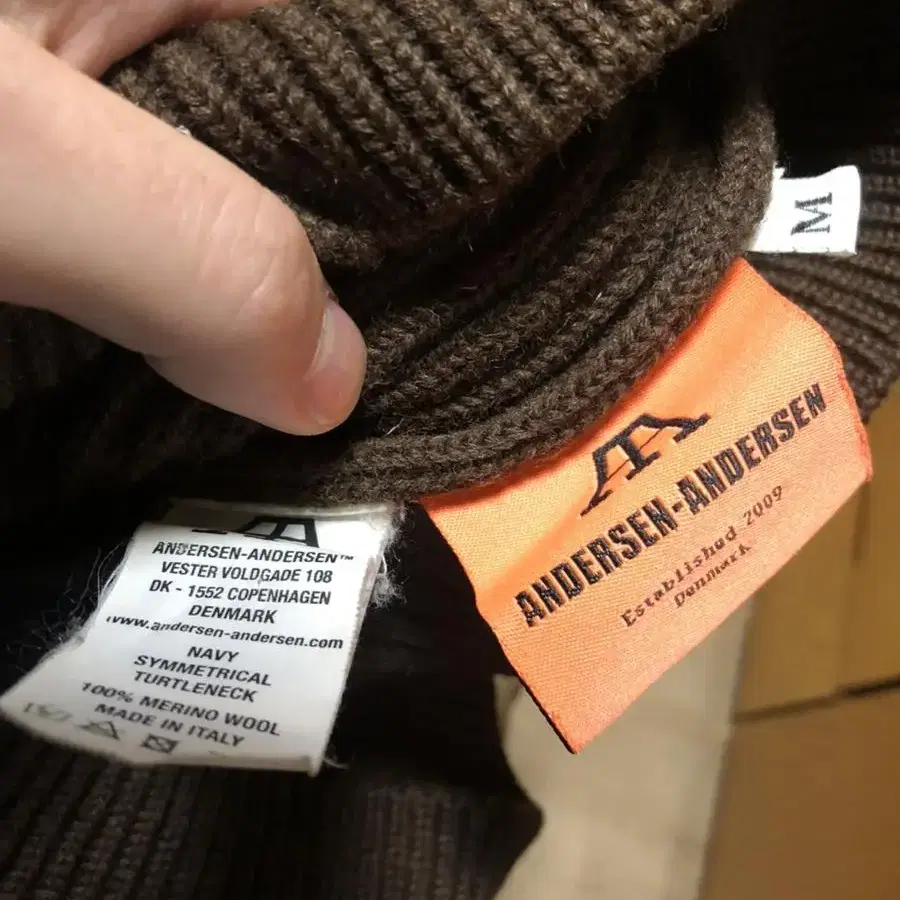 M
ANDERSEN-ANDERSEN
Established 2009
Denmark
ANDERSEN-ANDERSEN™
VESTER VOLDGADE 108
DK - 1552 COPENHAGEN
DENMARK
www.andersen-andersen.com
NAVY
SYMMETRICAL
TURTLENECK
100% MERINO WOOL
MADE IN ITALY